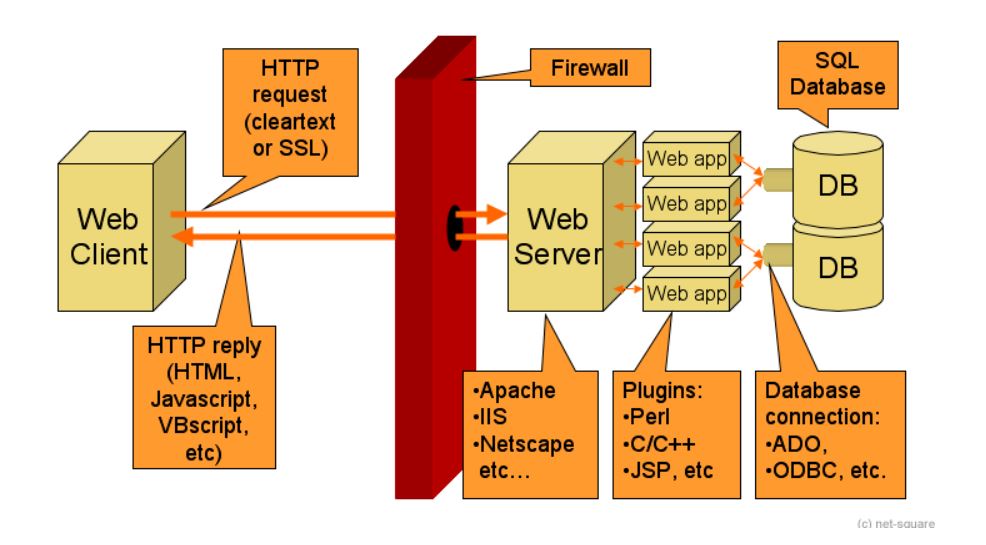 HTTP
request
(cleartext
or SSL)
Firewall
SQL
Database
Web
Client
Web
Server
Web app
Web app
Web app
Web app
DB
DB
HTTP reply
(HTML,
Javascript,
VBscript,
etc)
•Apache
•IIS
•Netscape
etc...
Plugins:
•Perl
•C/C++
•JSP, etc
Database
connection:
•ADO,
•ODBC, etc.
(c) net-square